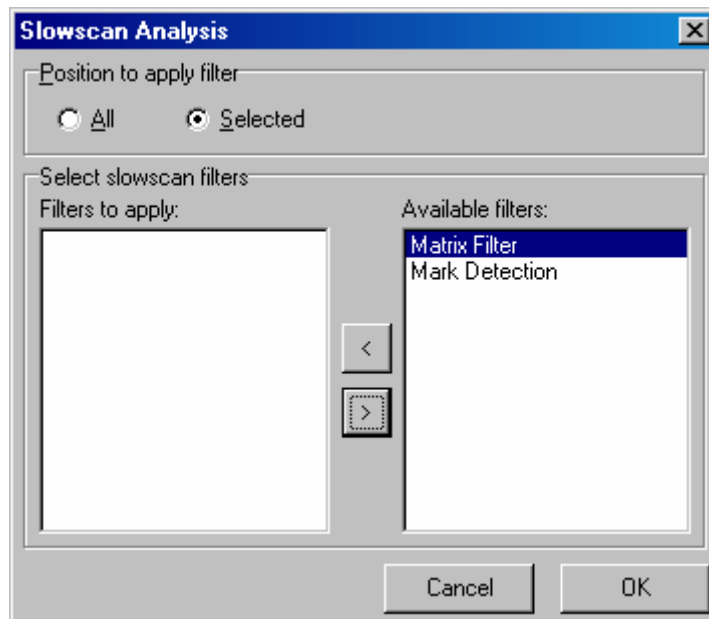 Slowscan Analysis
Position to apply filter
All Selected
Select slowscan filters
Filters to apply: Available filters:
Matrix Filter
Mark Detection
<
>
Cancel OK